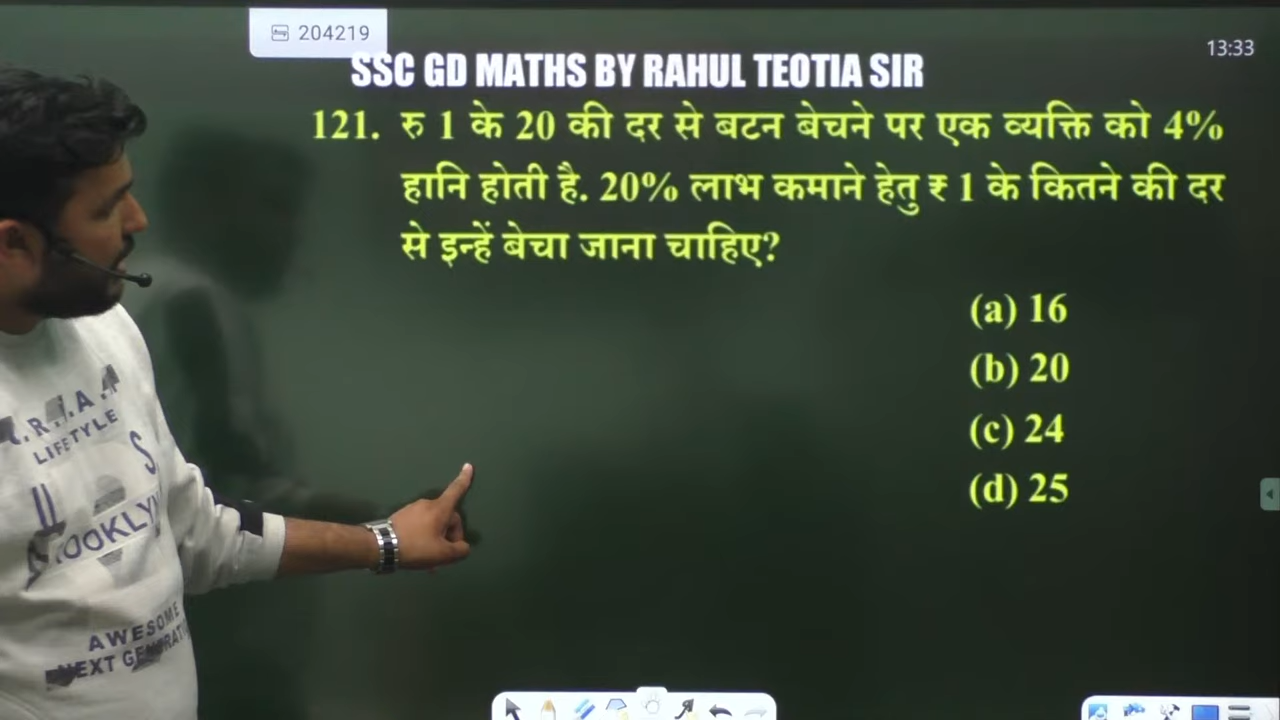 204219
13:33
SSC GD MATHS BY RAHUL TEOTIA SIR
121. रु 1 के 20 की दर से बटन बेचने पर एक व्यक्ति को 4%
हानि होती है. 20% लाभ कमाने हेतु ₹ 1 के कितने की दर
से इन्हें बेचा जाना चाहिए?
(a) 16
(b) 20
(c) 24
(d) 25
LIFETYLE
S
AWESOME
NEXT